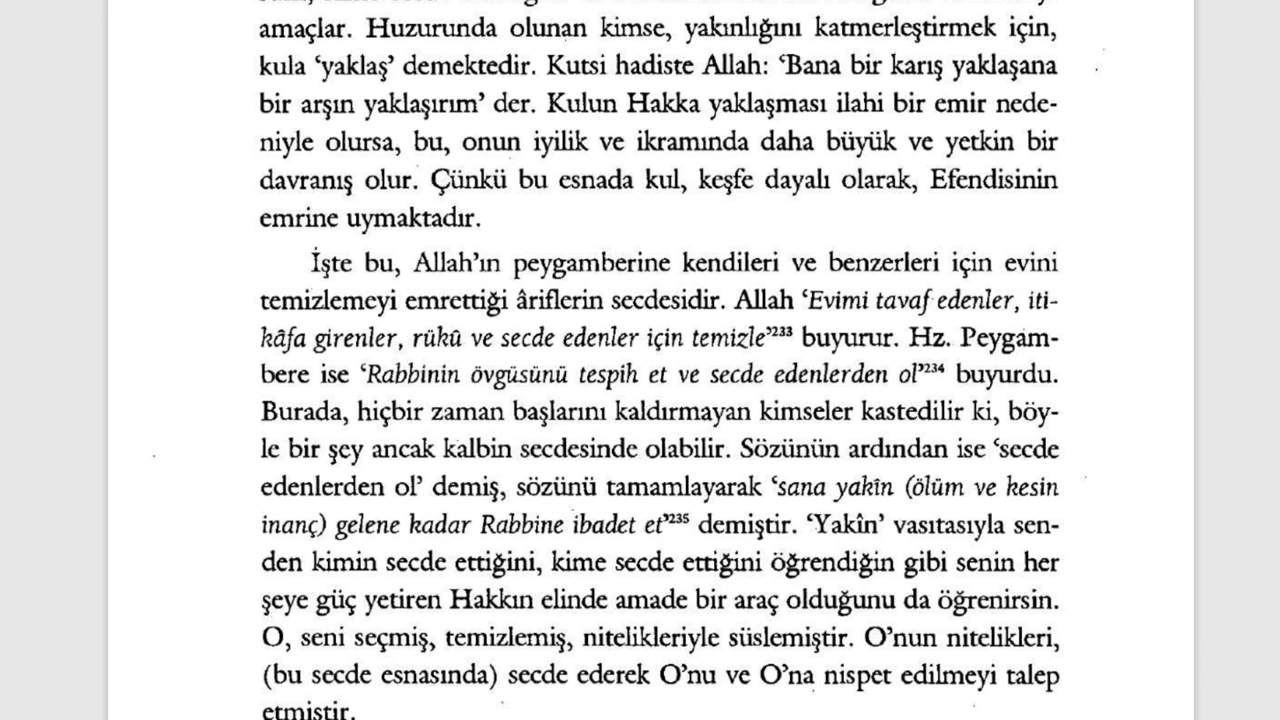 amaçlar. Huzurunda olunan kimse, yakınlığını katmerleştirmek için,
kula ‘yaklaş’ demektedir. Kutsi hadiste Allah: ‘Bana bir karış yaklaşana
bir arşın yaklaşırım’ der. Kulun Hakka yaklaşması ilahi bir emir nede-
niyle olursa, bu, onun iyilik ve ikramında daha büyük ve yetkin bir
davranış olur. Çünkü bu esnada kul, keşfe dayalı olarak, Efendisinin
emrine uymaktadır.
İşte bu, Allah’ın peygamberine kendileri ve benzerleri için evini
temizlemeyi emrettiği âriflerin secdesidir. Allah ‘Evimi tavaf edenler, iti-
kâfa girenler, rükû ve secde edenler için temizle’²³³ buyurur. Hz. Peygam-
bere ise ‘Rabbinin övgüsünü tespih et ve secde edenlerden ol’²³⁴ buyurdu.
Burada, hiçbir zaman başlarını kaldırmayan kimseler kastedilir ki, böy-
le bir şey ancak kalbin secdesinde olabilir. Sözünün ardından ise ‘secde
edenlerden ol’ demiş, sözünü tamamlayarak ‘sana yakîn (ölüm ve kesin
inanç) gelene kadar Rabbine ibadet et’²³⁵ demiştir. ‘Yakîn’ vasıtasıyla sen-
den kimin secde ettiğini, kime secde ettiğini öğrendiğin gibi senin her
şeye güç yetiren Hakkın elinde amade bir araç olduğunu da öğrenirsin.
O, seni seçmiş, temizlemiş, nitelikleriyle süslemiştir. O’nun nitelikleri,
(bu secde esnasında) secde ederek O’nu ve O’na nispet edilmeyi talep
etmiştir.